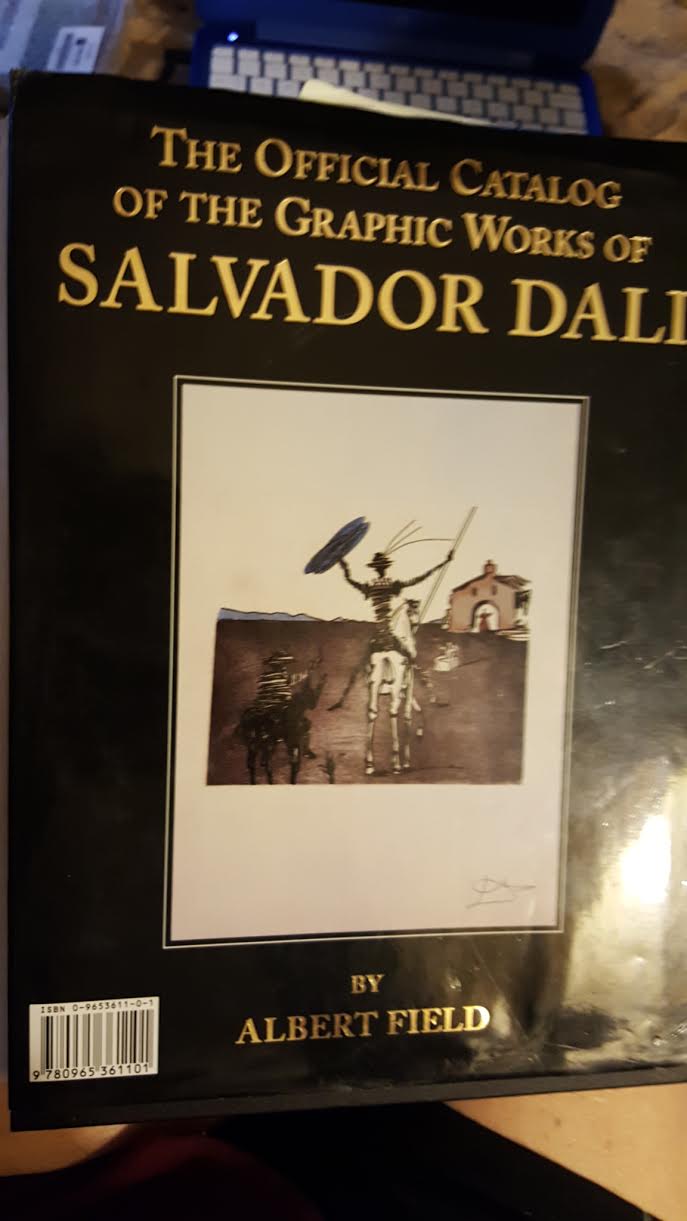 THE OFFICIAL CATALOG
OF THE GRAPHIC WORKS OF
SALVADOR DALI
BY
ALBERT FIELD
ISBN 0-9653611-0-1
9 780965 361101